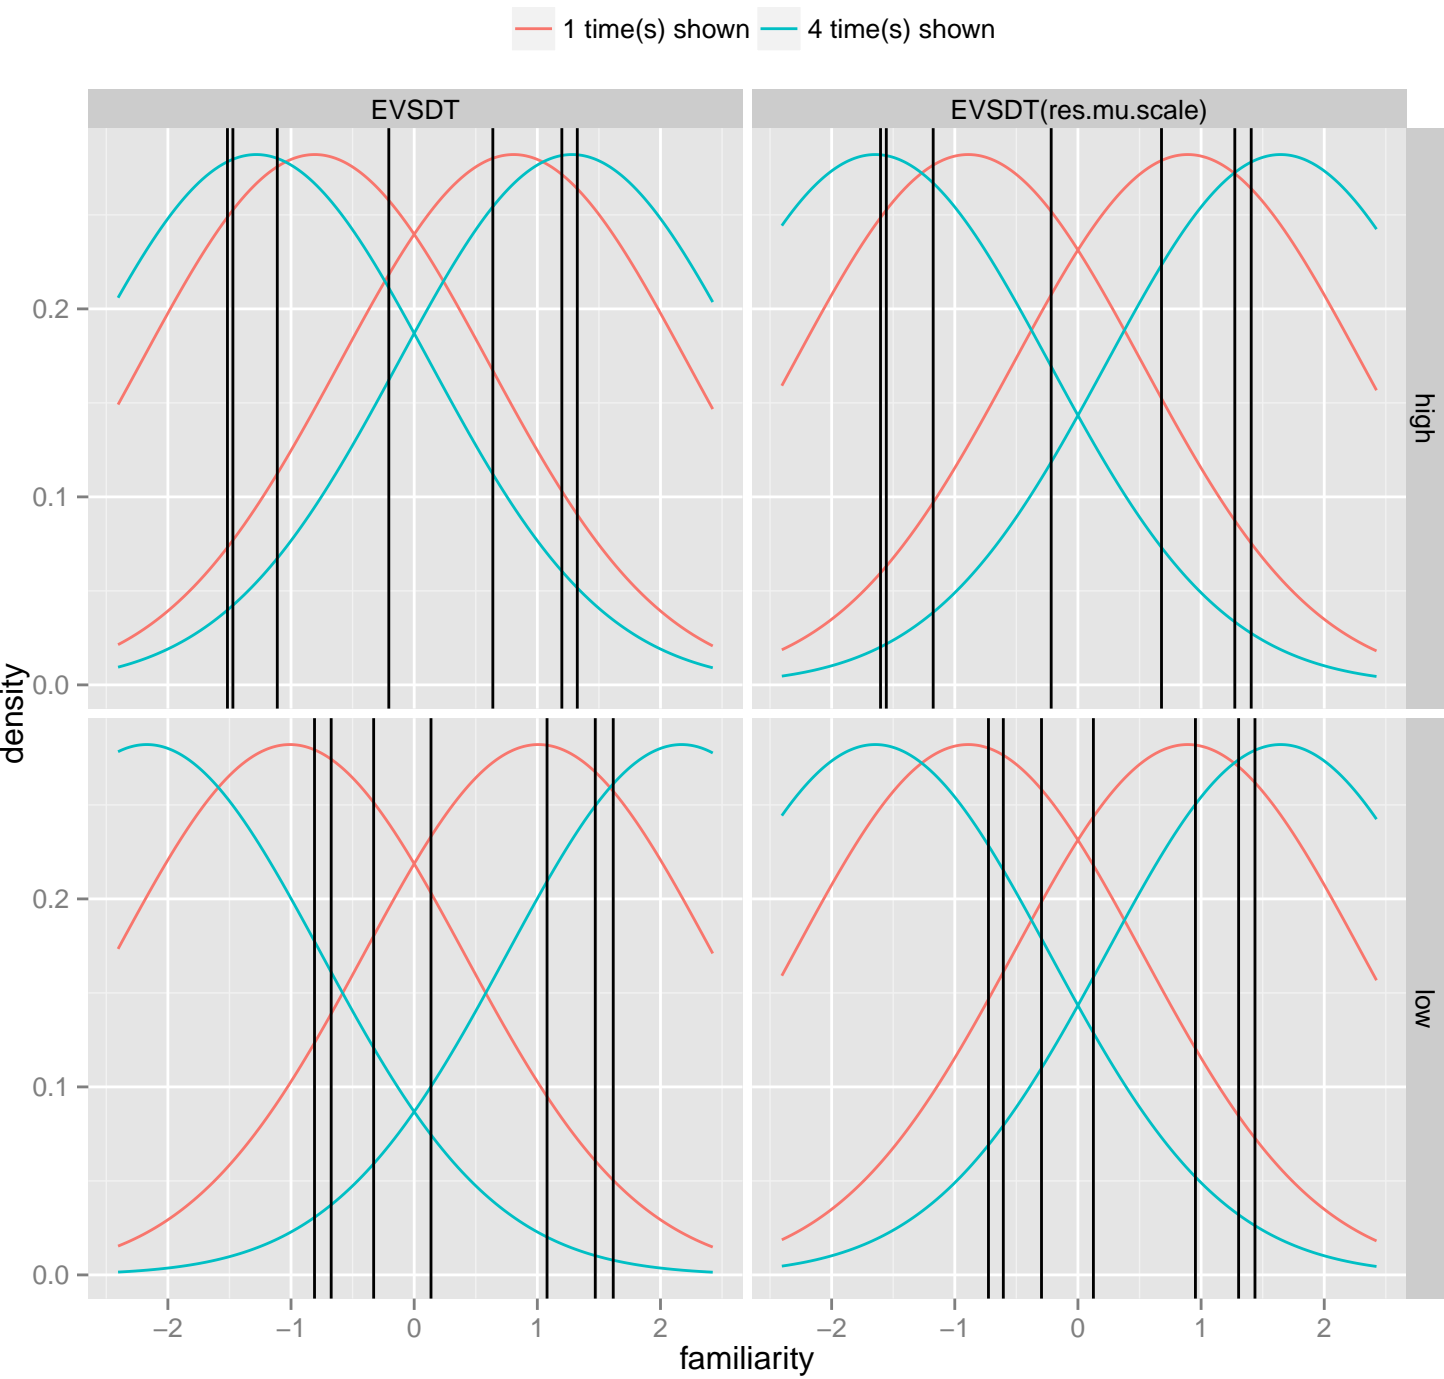 1 time(s) shown 4 time(s) shown
EVSDT EVSDT(res.mu.scale)
0.2
0.1
0.0
high
density
0.2
0.1
0.0
low
−2 −1 0 1 2 −2 −1 0 1 2
familiarity